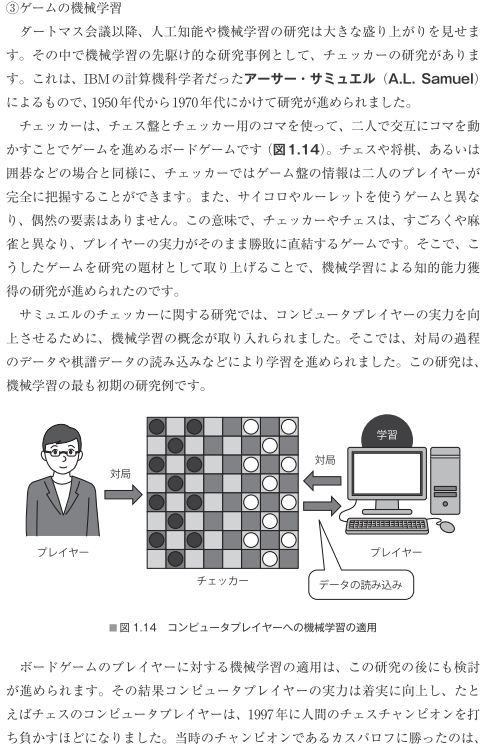 ③ゲームの機械学習
　ダートマス会議以降、人工知能や機械学習の研究は大きな盛り上がりを見せま
す。その中で機械学習の先駆け的な研究事例として、チェッカーの研究がありま
す。これは、IBMの計算機科学者だったアーサー・サミュエル（A.L. Samuel）
によるもので、1950年代から1970年代にかけて研究が進められました。
　チェッカーは、チェス盤とチェッカー用のコマを使って、二人で交互にコマを動
かすことでゲームを進めるボードゲームです（図1.14）。チェスや将棋、あるいは
囲碁などの場合と同様に、チェッカーではゲーム盤の情報は二人のプレイヤーが
完全に把握することができます。また、サイコロやルーレットを使うゲームと異な
り、偶然の要素はありません。この意味で、チェッカーやチェスは、すごろくや麻
雀と異なり、プレイヤーの実力がそのまま勝敗に直結するゲームです。そこで、こ
うしたゲームを研究の題材として取り上げることで、機械学習による知的能力獲
得の研究が進められたのです。
　サミュエルのチェッカーに関する研究では、コンピュータプレイヤーの実力を向
上させるために、機械学習の概念が取り入れられました。そこでは、対局の過程
のデータや棋譜データの読み込みなどにより学習を進められました。この研究は、
機械学習の最も初期の研究例です。
学習
対局
対局
プレイヤー
プレイヤー
チェッカー
データの読み込み
■図 1.14　コンピュータプレイヤーへの機械学習の適用
　ボードゲームのプレイヤーに対する機械学習の適用は、この研究の後にも検討
が進められます。その結果コンピュータプレイヤーの実力は着実に向上し、たと
えばチェスのコンピュータプレイヤーは、1997年に人間のチェスチャンピオンを打
ち負かすほどになりました。当時のチャンピオンであるカスパロフに勝ったのは、